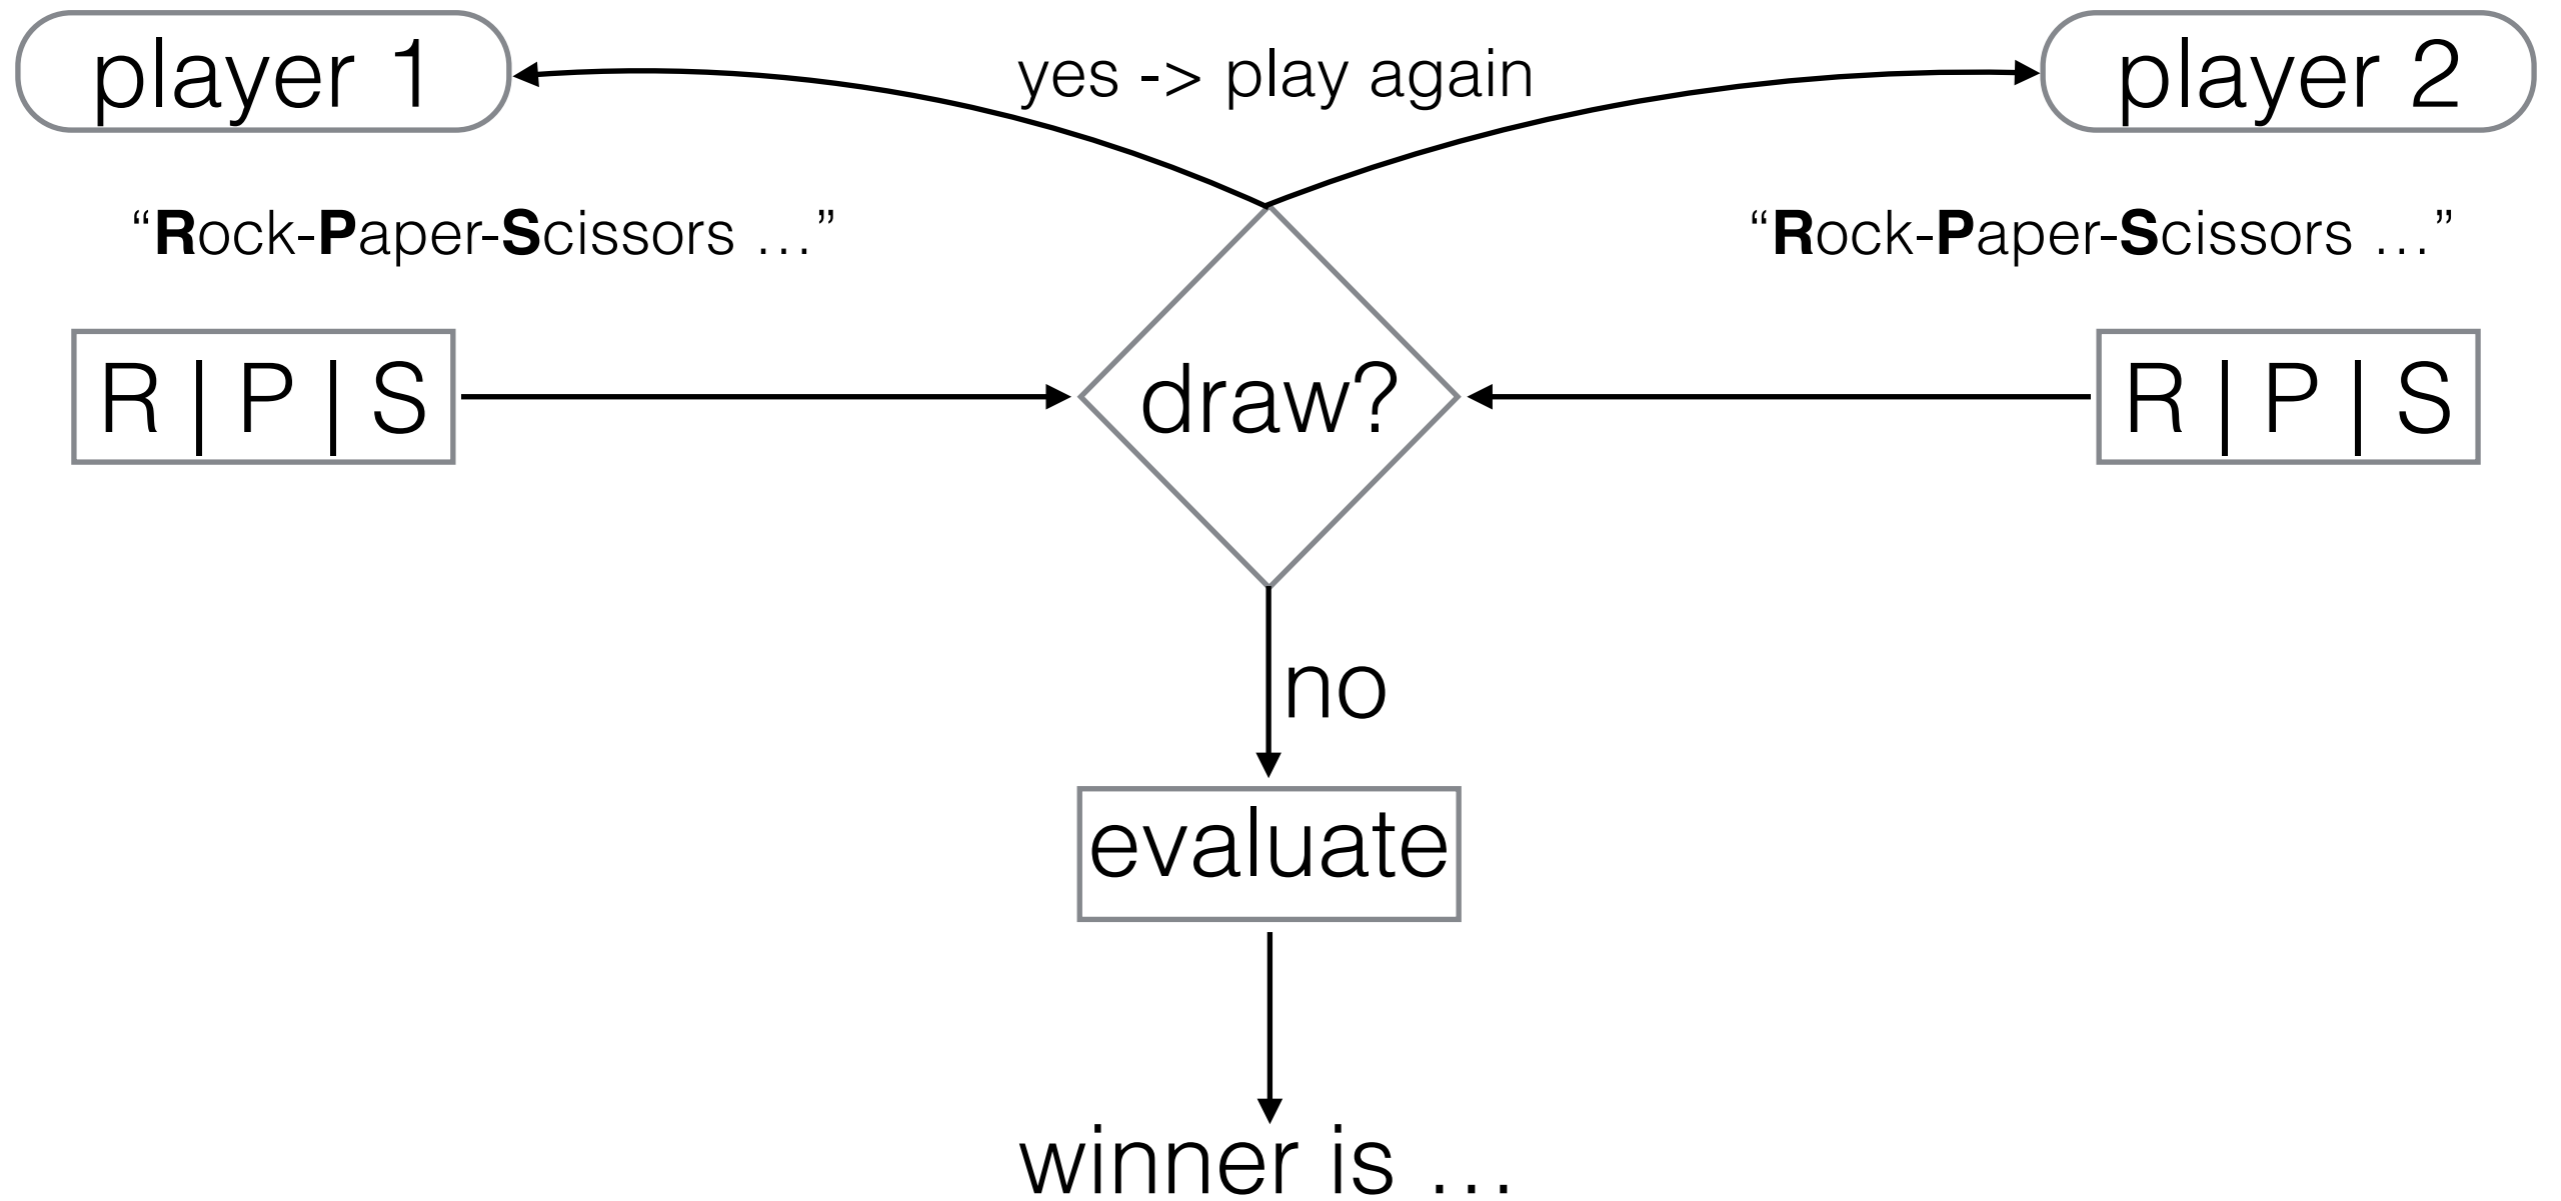 player 1
yes -> play again
player 2
“Rock-Paper-Scissors …”
“Rock-Paper-Scissors …”
R | P | S
draw?
R | P | S
no
evaluate
winner is …